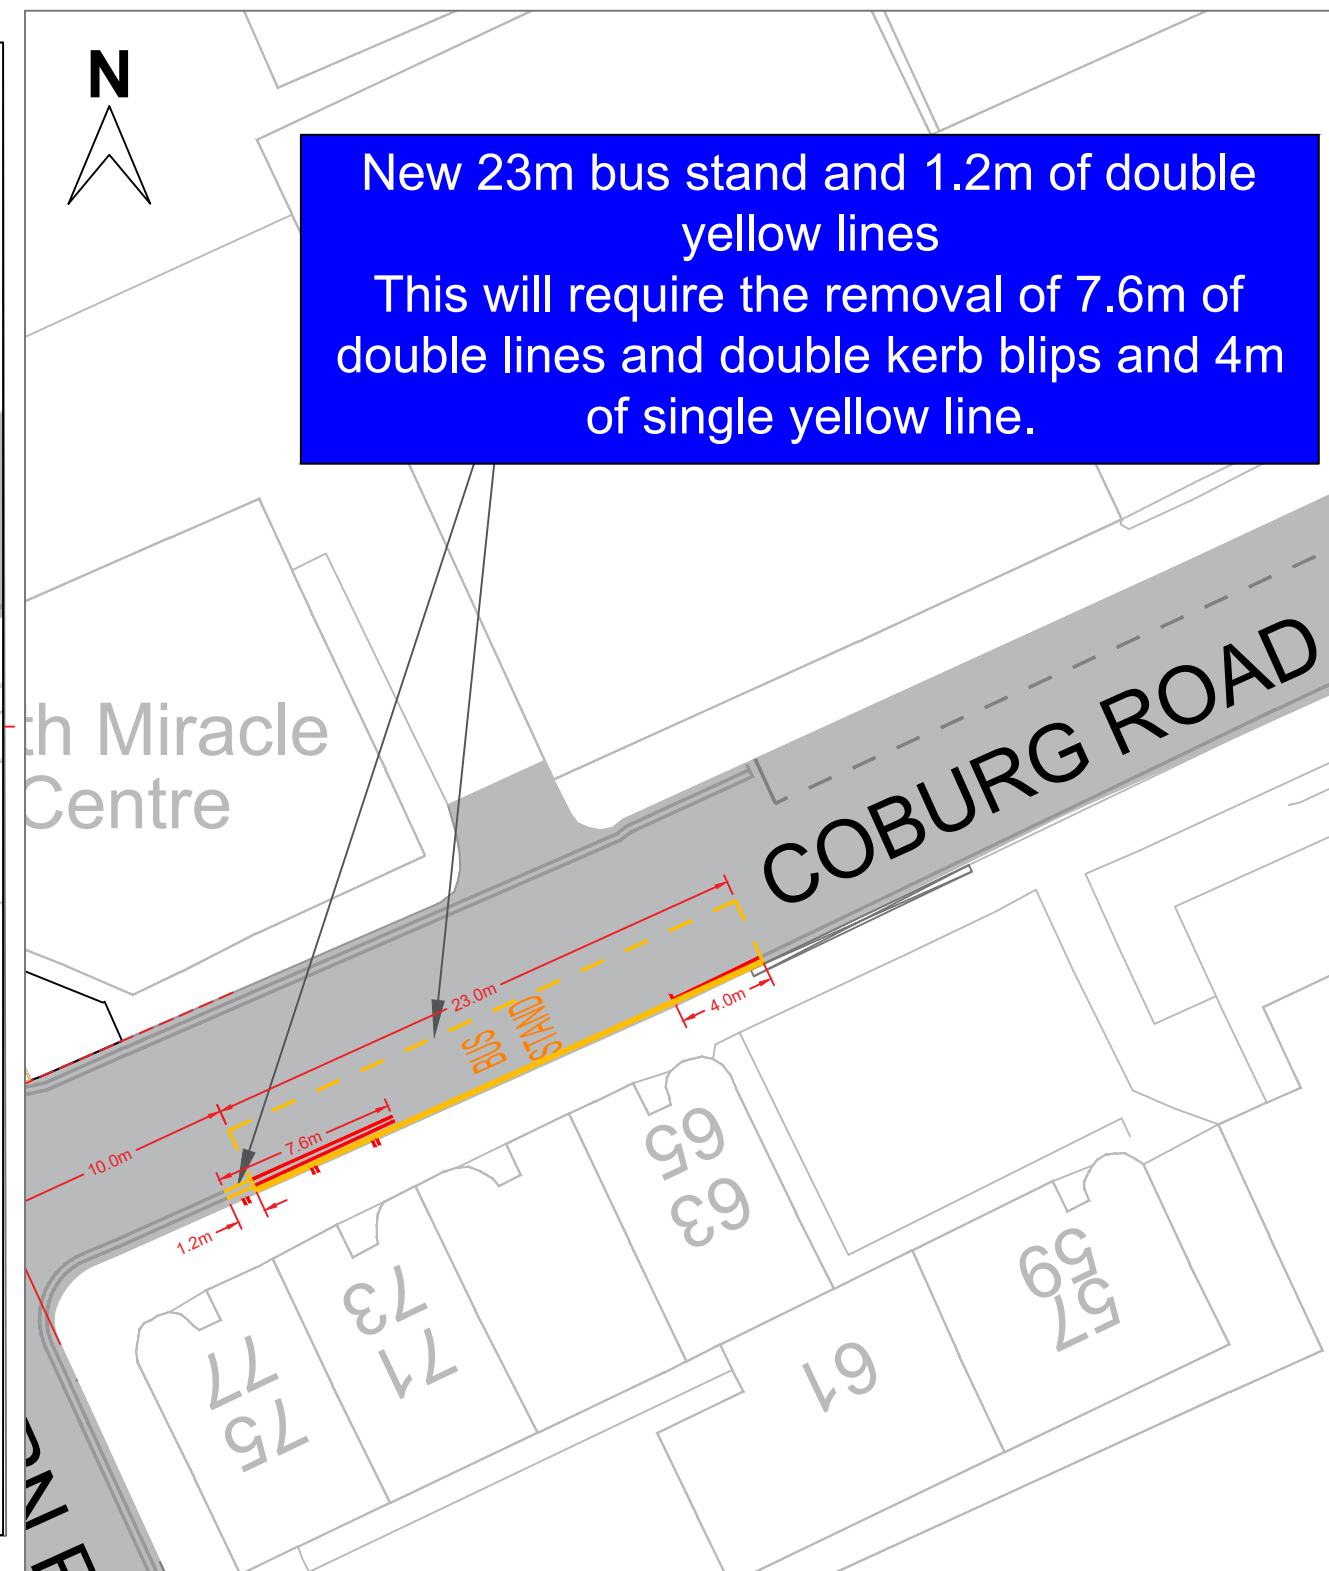 N
New 23m bus stand and 1.2m of double
yellow lines
This will require the removal of 7.6m of
double lines and double kerb blips and 4m
of single yellow line.
th Miracle
Centre
COBURG ROAD
23.0m
4.0m
BUS
STAND
7.6m
10.0m
1.2m
65
63
73
71
77
75
61
59
57